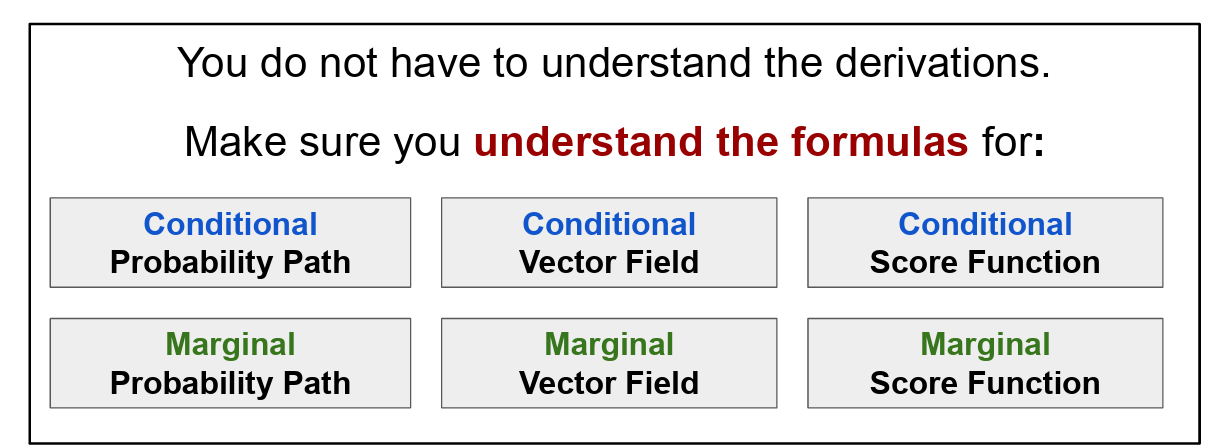 You do not have to understand the derivations.
Make sure you understand the formulas for:
Conditional
Probability Path
Conditional
Vector Field
Conditional
Score Function
Marginal
Probability Path
Marginal
Vector Field
Marginal
Score Function